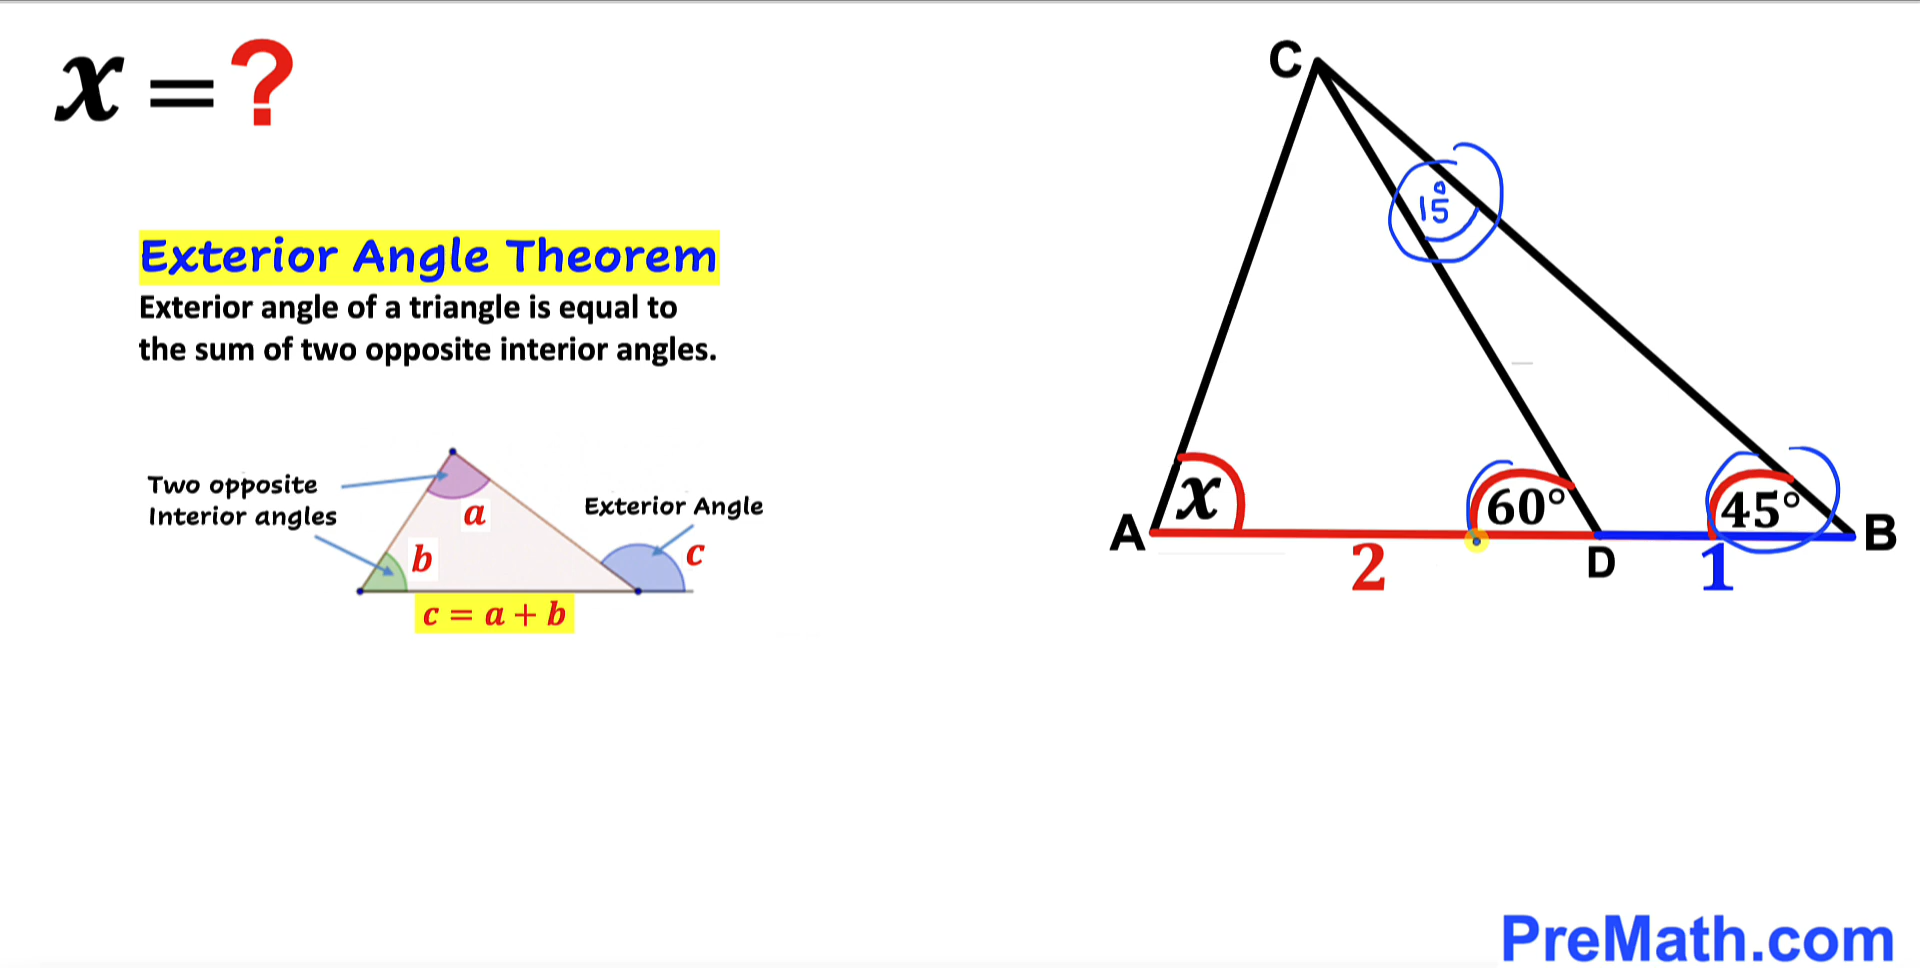 x = ?
Exterior Angle Theorem
Exterior angle of a triangle is equal to
the sum of two opposite interior angles.
Two opposite
Interior angles
a
b
Exterior Angle
c
c = a + b
C
15°
A
x
60°
45°
B
2
D
1
PreMath.com